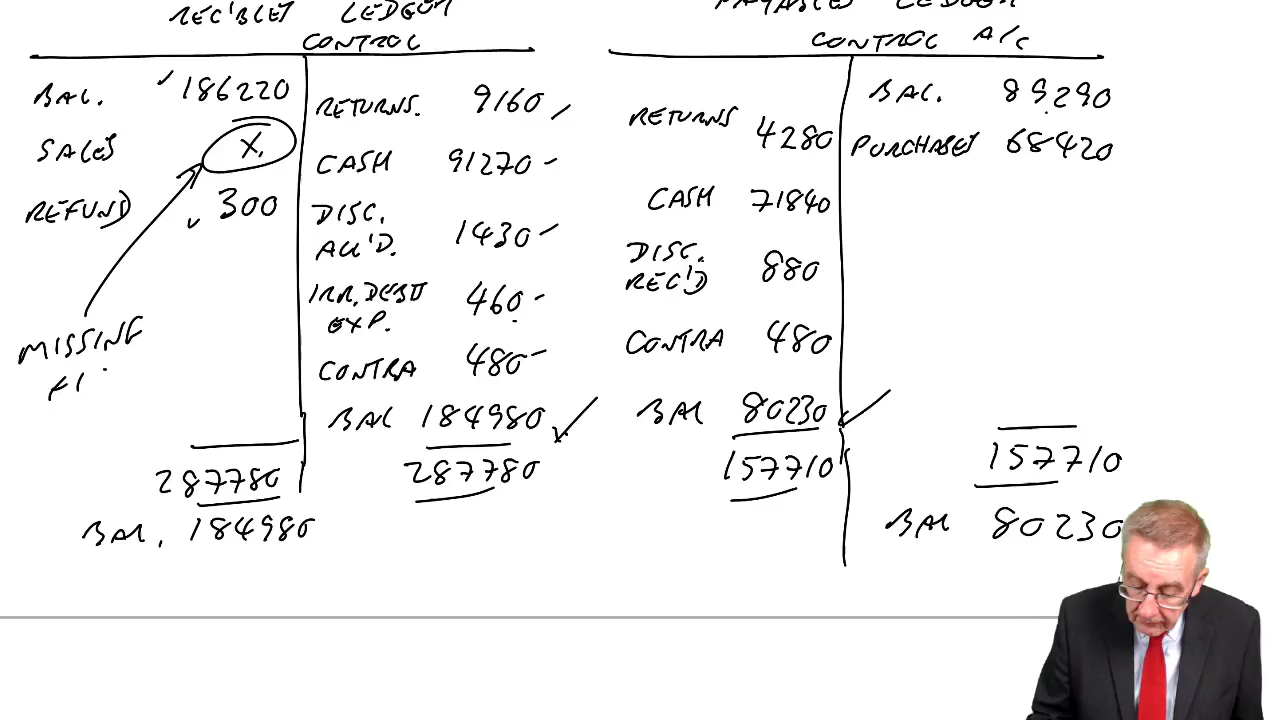 LEDGER
CONTROL
BAL. 186220
SALES X.
REFUND 300
MISSING
287780
BAL. 184980
RETURNS. 9160
CASH 91270
DISC.
ALL'D. 1430
IRR. DEBT
EXP. 460
CONTRA 480
BAL 184980
287780
LEDGER
CONTROL A/C
RETURNS 4280
CASH 71840
DISC.
REC'D 880
CONTRA 480
BAL 80230
157710
BAL. 89290
PURCHASES 68420
157710
BAL 80230